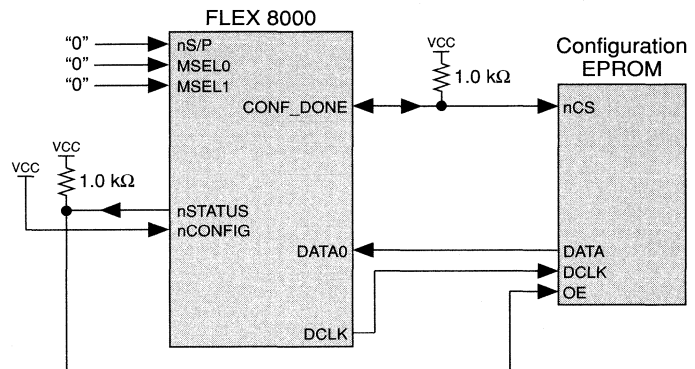 FLEX 8000
"0" nS/P
"0" MSEL0
"0" MSEL1
VCC
1.0 kΩ
Configuration
EPROM
CONF_DONE
nCS
VCC
VCC
1.0 kΩ
nSTATUS
nCONFIG
DATA0
DATA
DCLK
OE
DCLK